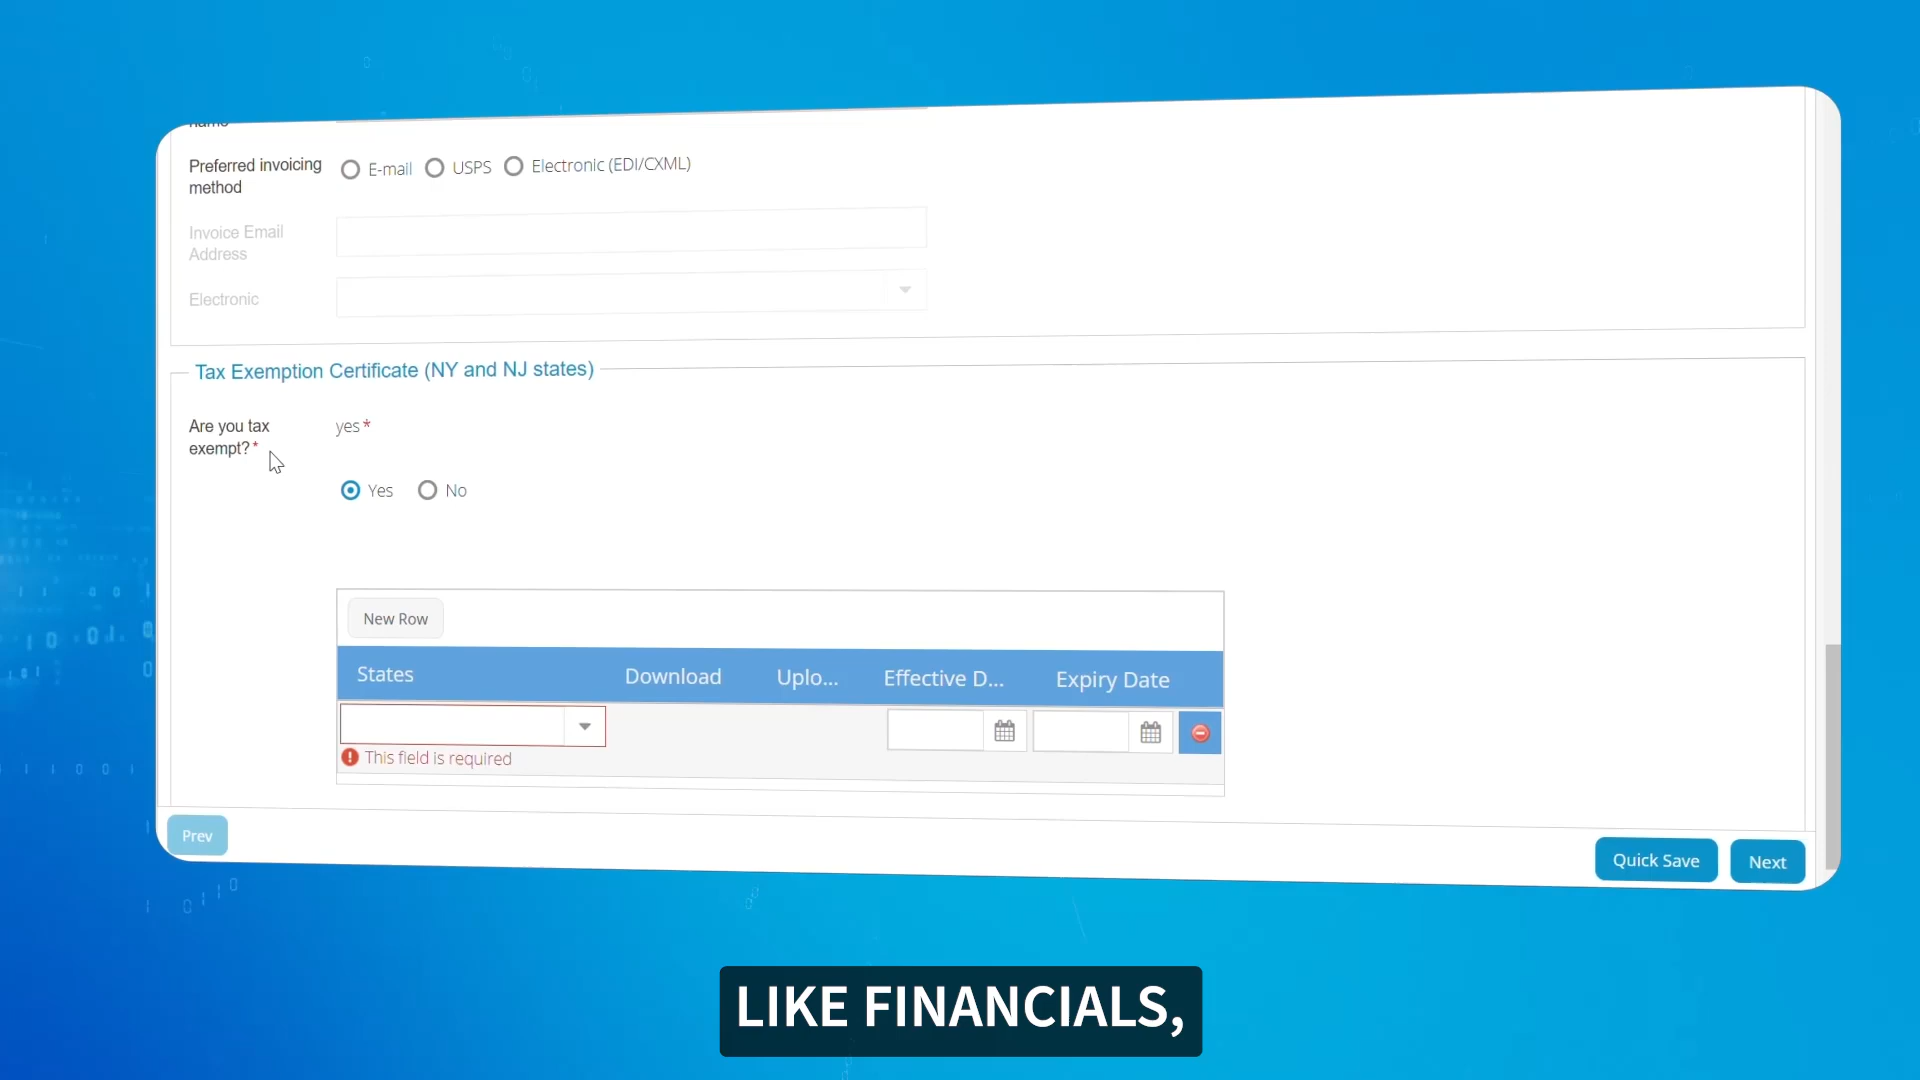 Preferred invoicing
method
E-mail USPS Electronic (EDI/CXML)
Invoice Email
Address
Electronic
Tax Exemption Certificate (NY and NJ states)
Are you tax
exempt?*
yes*
Yes No
New Row
States Download Uplo... Effective D... Expiry Date
This field is required
Prev
Quick Save Next
LIKE FINANCIALS,